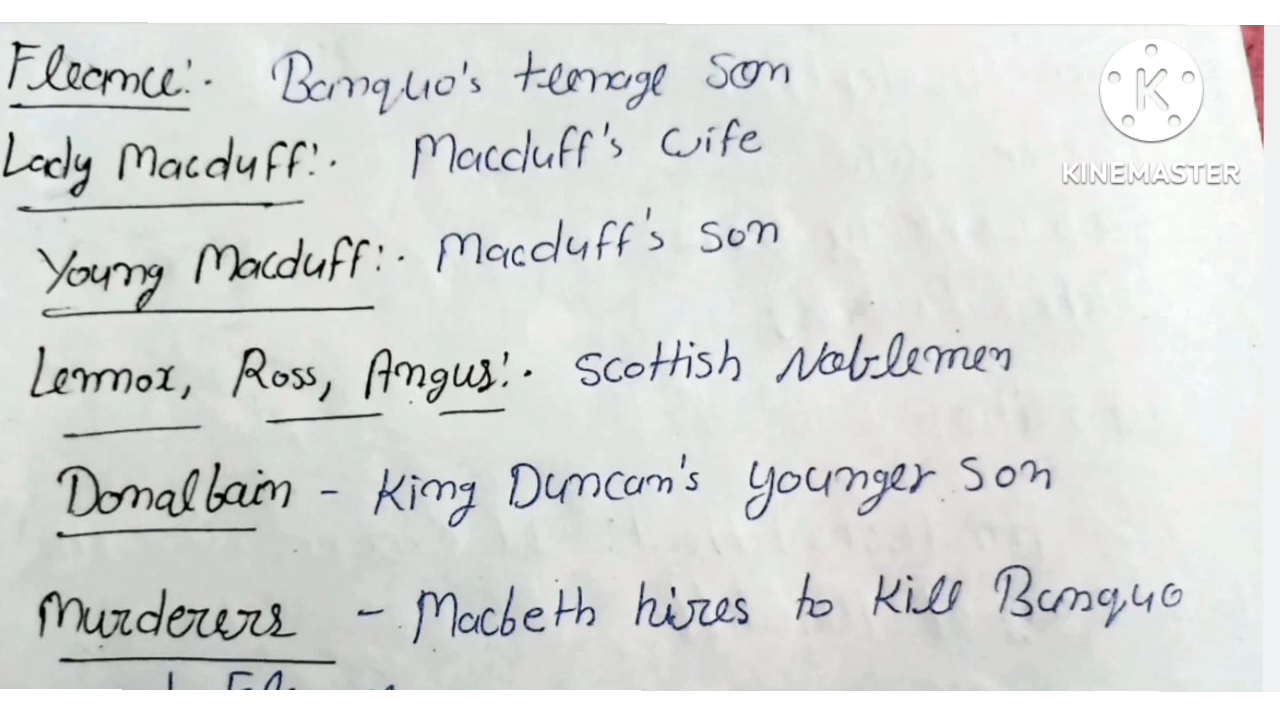 Fleance:- Banquo's teenage son
K
KINEMASTER
Lady Macduff:- Macduff's wife
Young Macduff:- Macduff's son
Lennox, Ross, Angus:- Scottish Noblemen
Donalbain - King Duncan's younger son
Murderers - Macbeth hires to kill Banquo